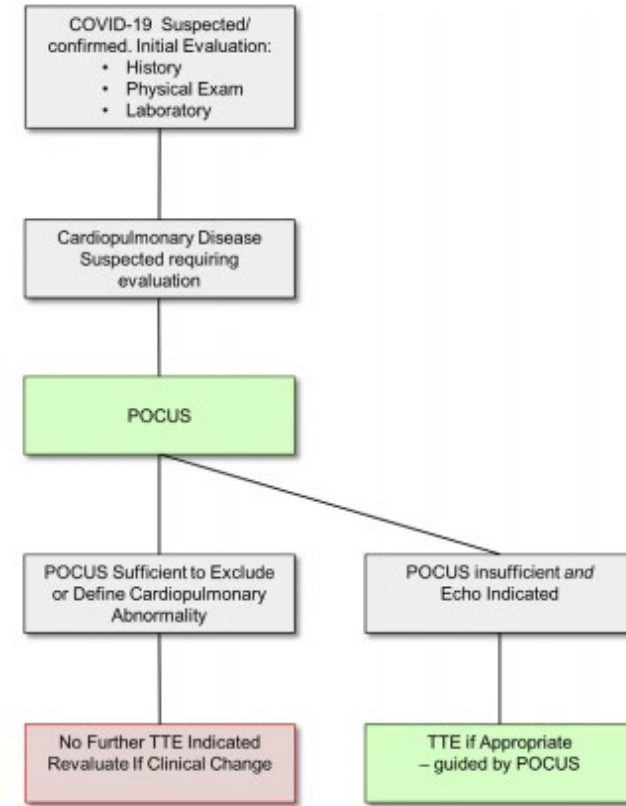 COVID-19 Suspected/
confirmed. Initial Evaluation:
• History
• Physical Exam
• Laboratory
Cardiopulmonary Disease
Suspected requiring
evaluation
POCUS
POCUS Sufficient to Exclude
or Define Cardiopulmonary
Abnormality
POCUS insufficient and
Echo Indicated
No Further TTE Indicated
Revaluate If Clinical Change
TTE if Appropriate
– guided by POCUS